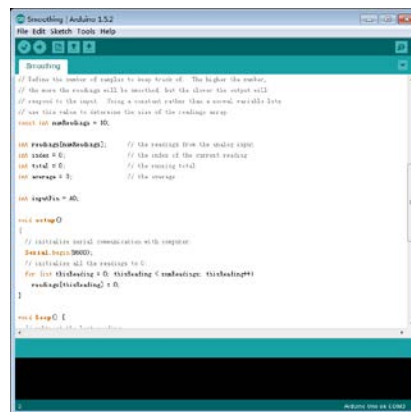 Smoothing | Arduino 1.5.2
File Edit Sketch Tools Help
Smoothing
// Define the number of samples to keep track of. The higher the number,
// the more the readings will be smoothed, but the slower the output will
// respond to the input. Using a constant rather than a normal variable lets
// use this value to determine the size of the readings array.
const int numReadings = 10;
int readings[numReadings]; // the readings from the analog input
int index = 0; // the index of the current reading
int total = 0; // the running total
int average = 0; // the average
int inputPin = A0;
void setup()
{
// initialize serial communication with computer:
Serial.begin(9600);
// initialize all the readings to 0:
for (int thisReading = 0; thisReading < numReadings; thisReading++)
readings[thisReading] = 0;
}
void loop() {
Arduino Uno on COM3